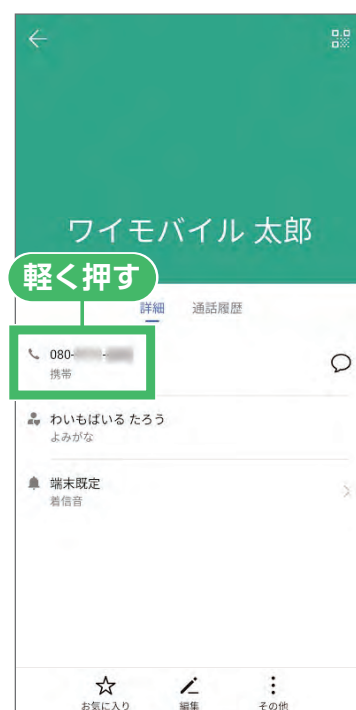 ワイモバイル 太郎
軽く押す
詳細 通話履歴
080-
携帯
わいもばいる たろう
よみがな
端末既定
着信音
お気に入り 編集 その他